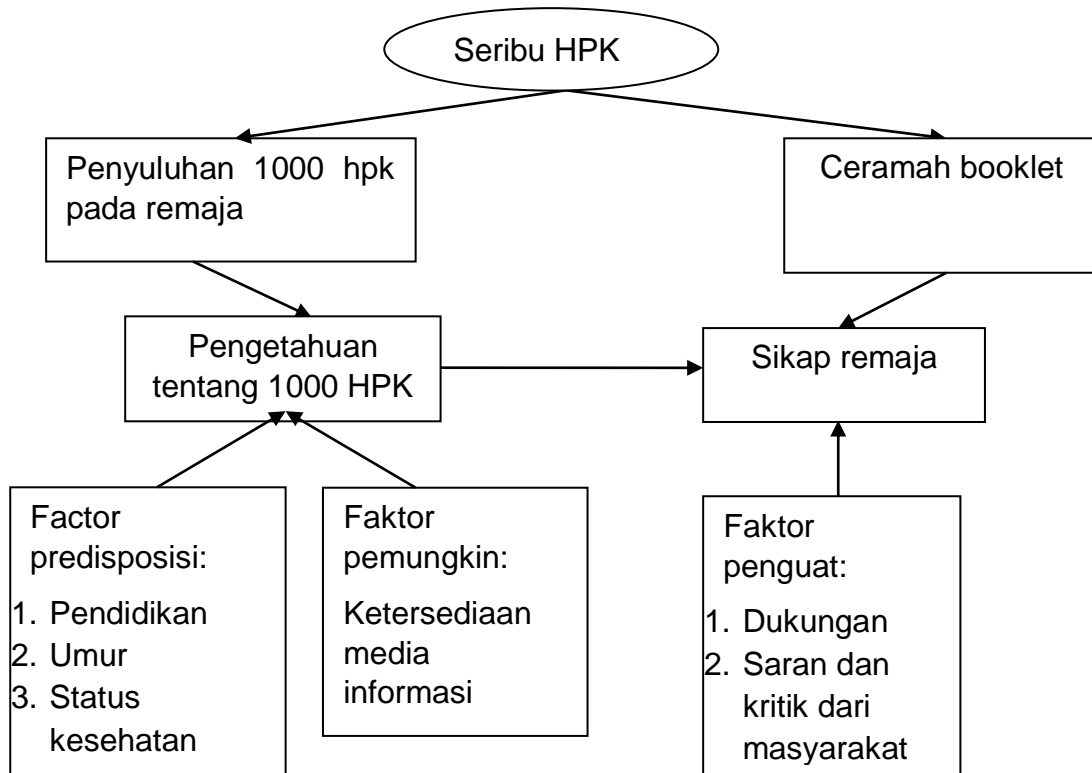 Seribu HPK
Penyuluhan 1000 hpk
pada remaja
Ceramah booklet
Pengetahuan
tentang 1000 HPK
Sikap remaja
Factor
predisposisi:
1. Pendidikan
2. Umur
3. Status
kesehatan
Faktor
pemungkin:
Ketersediaan
media
informasi
Faktor
penguat:
1. Dukungan
2. Saran dan
kritik dari
masyarakat